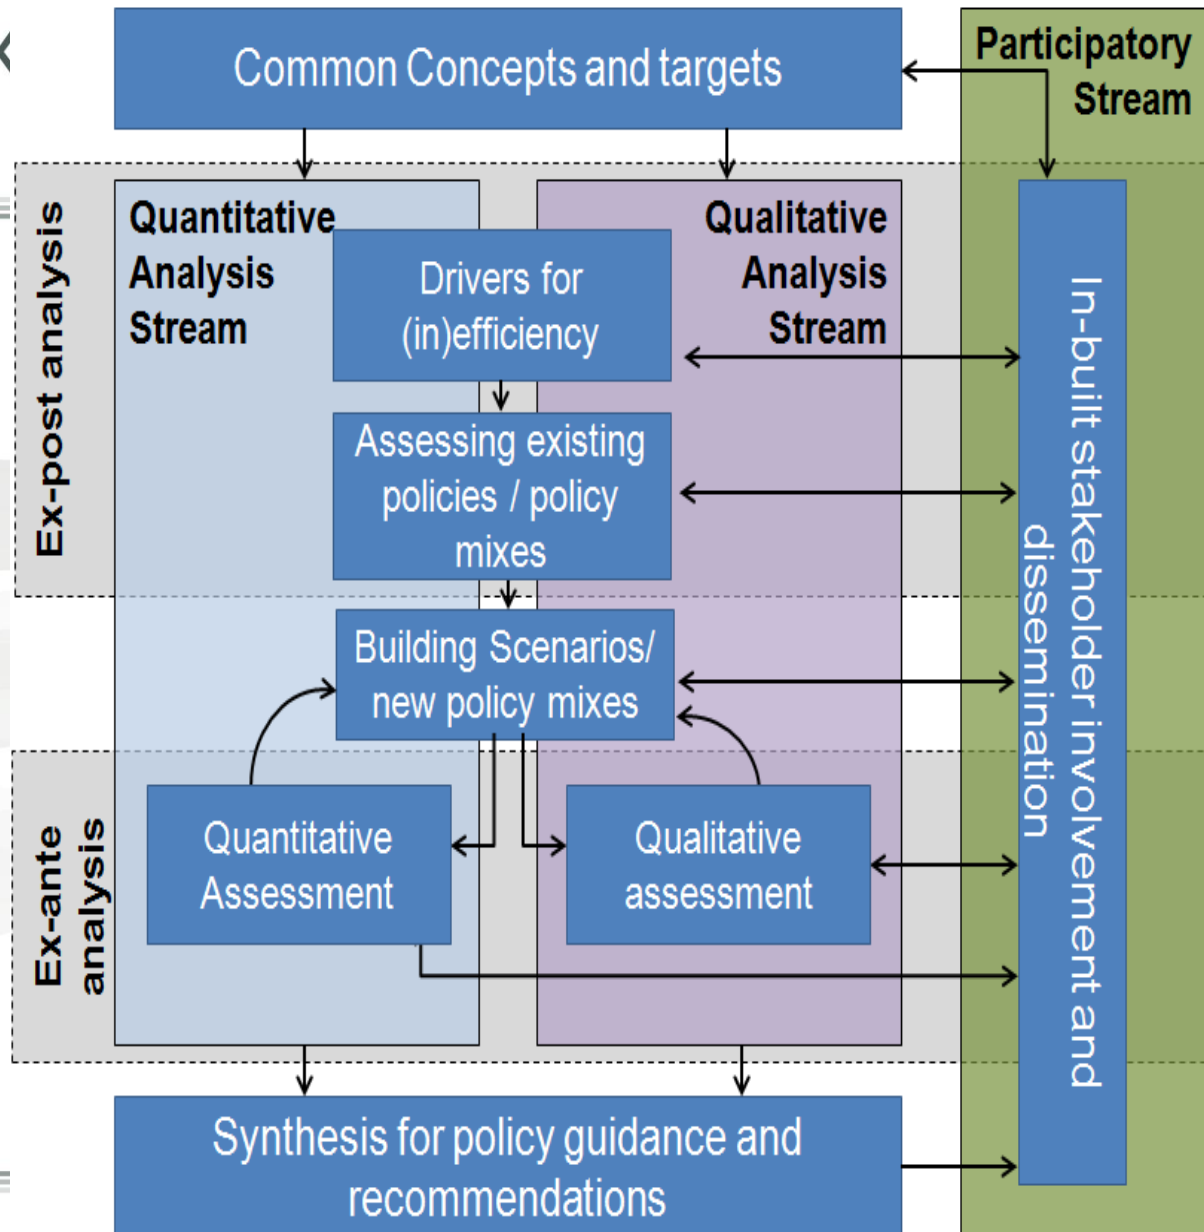 Common Concepts and targets
Participatory
Stream
Ex-post analysis
Quantitative
Analysis
Stream
Qualitative
Analysis
Stream
Drivers for
(in)efficiency
Assessing existing
policies / policy
mixes
Building Scenarios/
new policy mixes
In-built stakeholder involvement and
dissemination
Ex-ante
analysis
Quantitative
Assessment
Qualitative
assessment
Synthesis for policy guidance and
recommendations